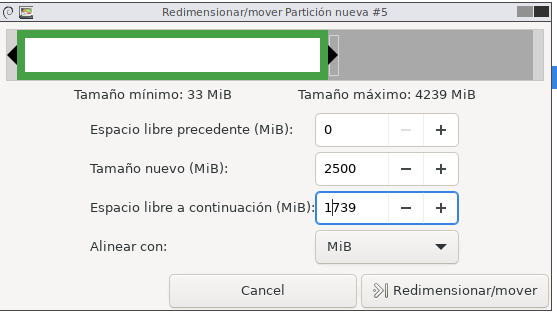 Redimensionar/mover Partición nueva #5
Tamaño mínimo: 33 MiB Tamaño máximo: 4239 MiB
Espacio libre precedente (MiB): 0
Tamaño nuevo (MiB): 2500
Espacio libre a continuación (MiB): 1739
Alinear con: MiB
Cancel Redimensionar/mover